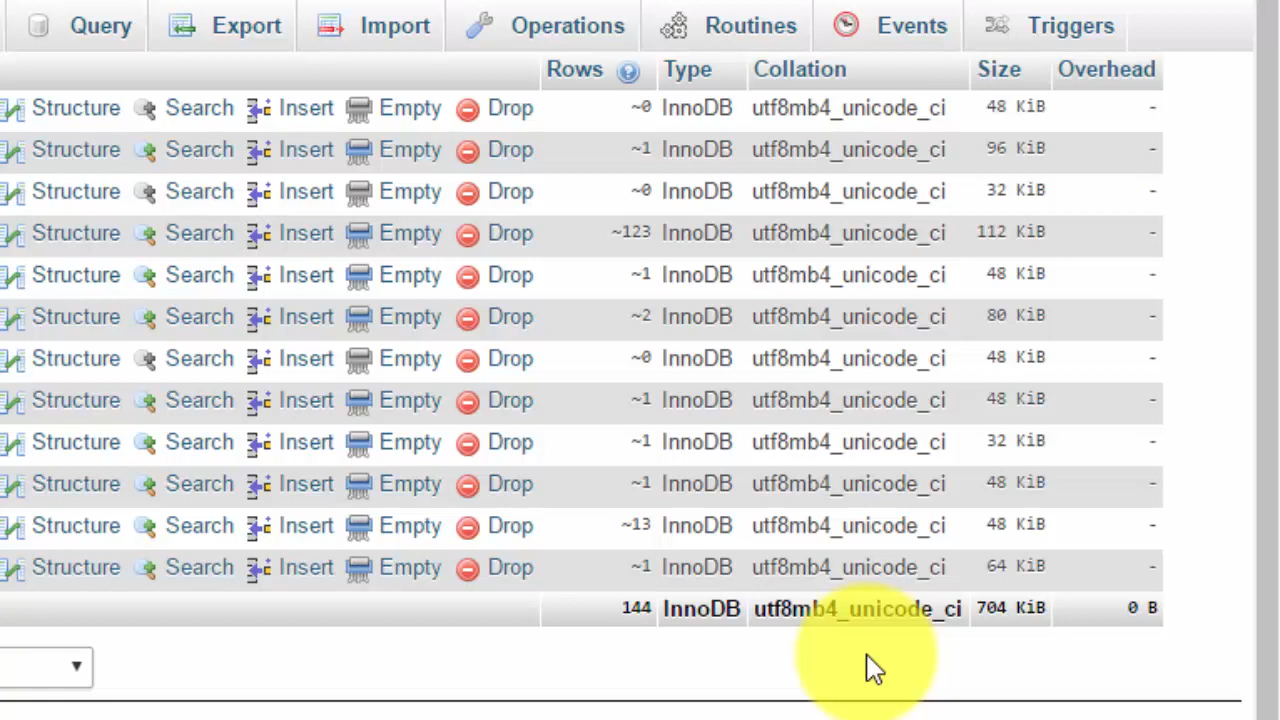 Query Export Import Operations Routines Events Triggers
Rows Type Collation Size Overhead
Structure Search Insert Empty Drop ~0 InnoDB utf8mb4_unicode_ci 48 KiB -
Structure Search Insert Empty Drop ~1 InnoDB utf8mb4_unicode_ci 96 KiB -
Structure Search Insert Empty Drop ~0 InnoDB utf8mb4_unicode_ci 32 KiB -
Structure Search Insert Empty Drop ~123 InnoDB utf8mb4_unicode_ci 112 KiB -
Structure Search Insert Empty Drop ~1 InnoDB utf8mb4_unicode_ci 48 KiB -
Structure Search Insert Empty Drop ~2 InnoDB utf8mb4_unicode_ci 80 KiB -
Structure Search Insert Empty Drop ~0 InnoDB utf8mb4_unicode_ci 48 KiB -
Structure Search Insert Empty Drop ~1 InnoDB utf8mb4_unicode_ci 48 KiB -
Structure Search Insert Empty Drop ~1 InnoDB utf8mb4_unicode_ci 32 KiB -
Structure Search Insert Empty Drop ~1 InnoDB utf8mb4_unicode_ci 48 KiB -
Structure Search Insert Empty Drop ~13 InnoDB utf8mb4_unicode_ci 48 KiB -
Structure Search Insert Empty Drop ~1 InnoDB utf8mb4_unicode_ci 64 KiB -
144 InnoDB utf8mb4_unicode_ci 704 KiB 0 B